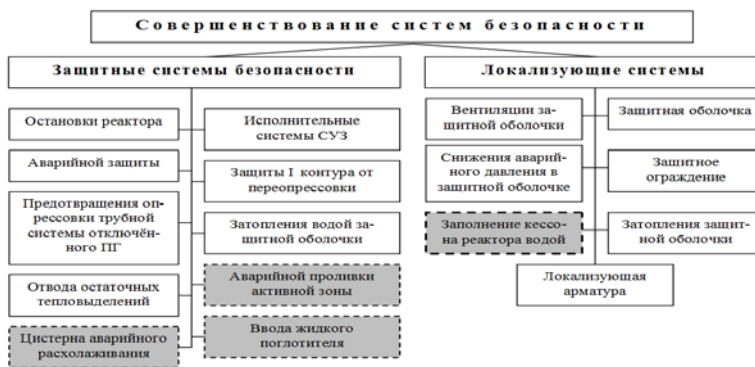 Совершенствование систем безопасности
Защитные системы безопасности
Остановки реактора
Исполнительные
системы СУЗ
Аварийной защиты
Защиты I контура от
переопрессовки
Предотвращения оп-
рессовки трубной
системы отключённого
ПГ
Затопления водой за-
щитной оболочки
Отвода остаточных
тепловыделений
Аварийной проливки
активной зоны
Цистерна аварийного
расхолаживания
Ввода жидкого
поглотителя
Локализующие системы
Вентиляции за-
щитной оболочки
Защитная оболочка
Снижения аварий-
ного давления в
защитной оболочке
Защитное
ограждение
Заполнение кессо-
на реактора водой
Затопления защит-
ной оболочки
Локализующая
арматура